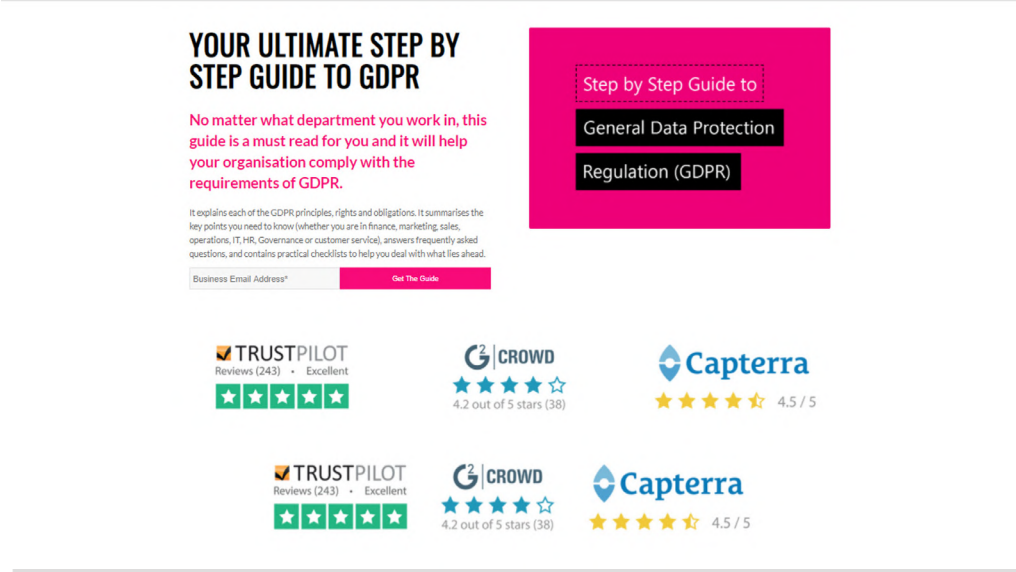 YOUR ULTIMATE STEP BY
STEP GUIDE TO GDPR
No matter what department you work in, this
guide is a must read for you and it will help
your organisation comply with the
requirements of GDPR.
It explains each of the GDPR principles, rights and obligations. It summarises the
key points you need to know (whether you are in finance, marketing, sales,
operations, IT, HR, Governance or customer service), answers frequently asked
questions, and contains practical checklists to help you deal with what lies ahead.
Business Email Address*
Get The Guide
Step by Step Guide to
General Data Protection
Regulation (GDPR)
TRUSTPILOT
Reviews (243) • Excellent
G2 CROWD
4.2 out of 5 stars (38)
Capterra
4.5 / 5
TRUSTPILOT
Reviews (243) • Excellent
G2 CROWD
4.2 out of 5 stars (38)
Capterra
4.5 / 5